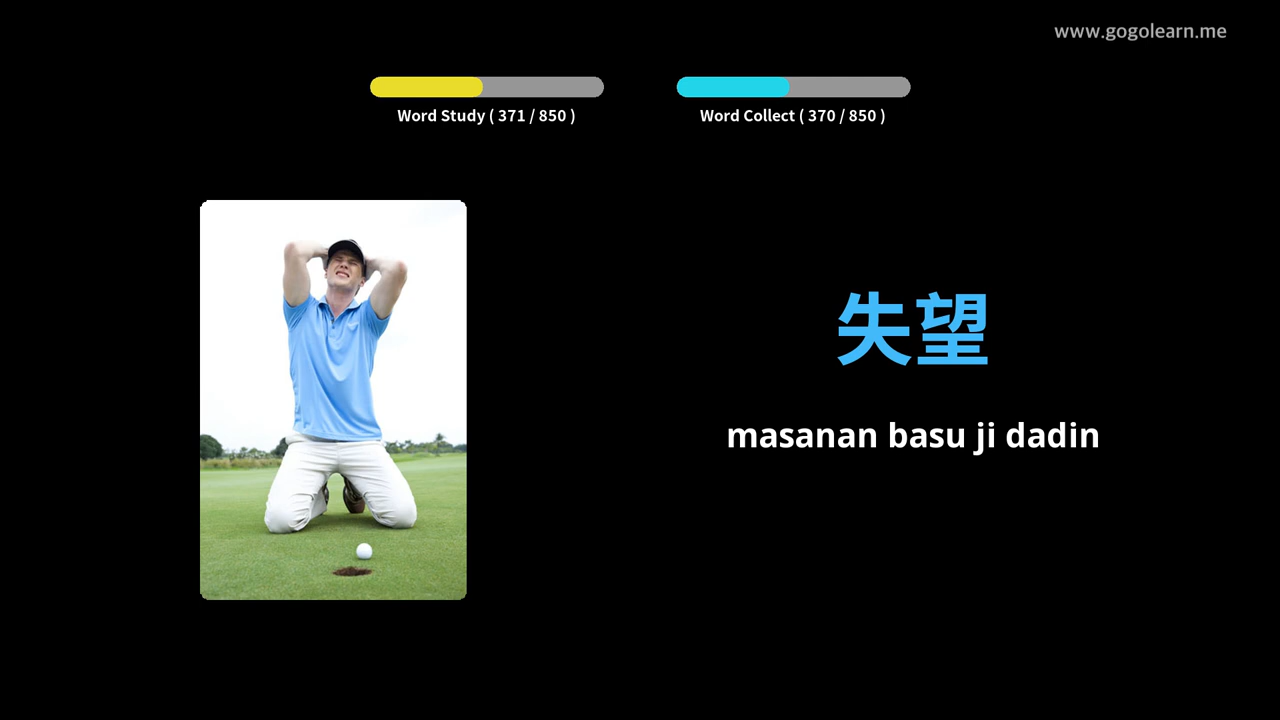 www.gogolearn.me
Word Study ( 371 / 850 )
Word Collect ( 370 / 850 )
失望
masanan basu ji dadin